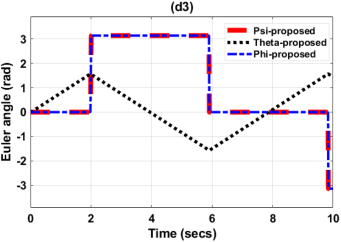 (d3)
Psi-proposed
Theta-proposed
Phi-proposed
Euler angle (rad)
3
2
1
0
-1
-2
-3
0 2 4 6 8 10
Time (secs)